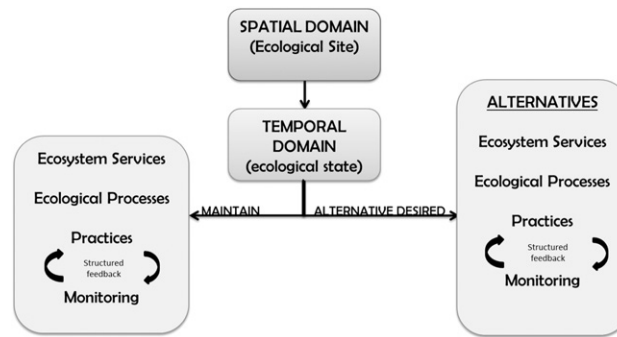 SPATIAL DOMAIN
(Ecological Site)
TEMPORAL
DOMAIN
(ecological state)
MAINTAIN
ALTERNATIVE DESIRED
Ecosystem Services
Ecological Processes
Practices
Structured
feedback
Monitoring
ALTERNATIVES
Ecosystem Services
Ecological Processes
Practices
Structured
feedback
Monitoring